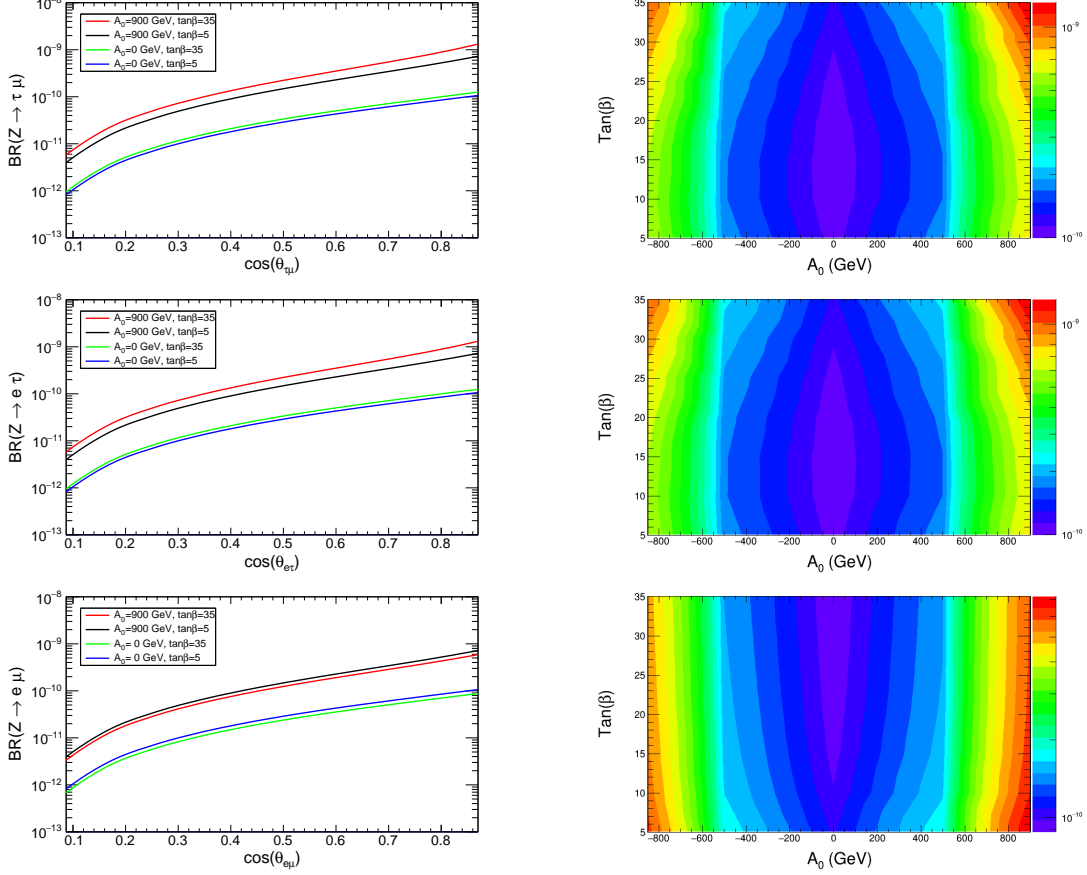 BR(Z → τ μ)
10⁻⁸
10⁻⁹
10⁻¹⁰
10⁻¹¹
10⁻¹²
10⁻¹³
A₀=900 GeV, tanβ=35
A₀=900 GeV, tanβ=5
A₀=0 GeV, tanβ=35
A₀=0 GeV, tanβ=5
0.1 0.2 0.3 0.4 0.5 0.6 0.7 0.8
cos(θτμ)
Tan(β)
35
30
25
20
15
10
5
−800 −600 −400 −200 0 200 400 600 800
A₀ (GeV)
10⁻⁹
10⁻¹⁰
BR(Z → e τ)
10⁻⁸
10⁻⁹
10⁻¹⁰
10⁻¹¹
10⁻¹²
10⁻¹³
A₀=900 GeV, tanβ=35
A₀=900 GeV, tanβ=5
A₀=0 GeV, tanβ=35
A₀=0 GeV, tanβ=5
0.1 0.2 0.3 0.4 0.5 0.6 0.7 0.8
cos(θeτ)
Tan(β)
35
30
25
20
15
10
5
−800 −600 −400 −200 0 200 400 600 800
A₀ (GeV)
10⁻⁹
10⁻¹⁰
BR(Z → e μ)
10⁻⁸
10⁻⁹
10⁻¹⁰
10⁻¹¹
10⁻¹²
10⁻¹³
A₀=900 GeV, tanβ=35
A₀=900 GeV, tanβ=5
A₀= 0 GeV, tanβ=35
A₀= 0 GeV, tanβ=5
0.1 0.2 0.3 0.4 0.5 0.6 0.7 0.8
cos(θeμ)
Tan(β)
35
30
25
20
15
10
5
−800 −600 −400 −200 0 200 400 600 800
A₀ (GeV)
10⁻¹⁰